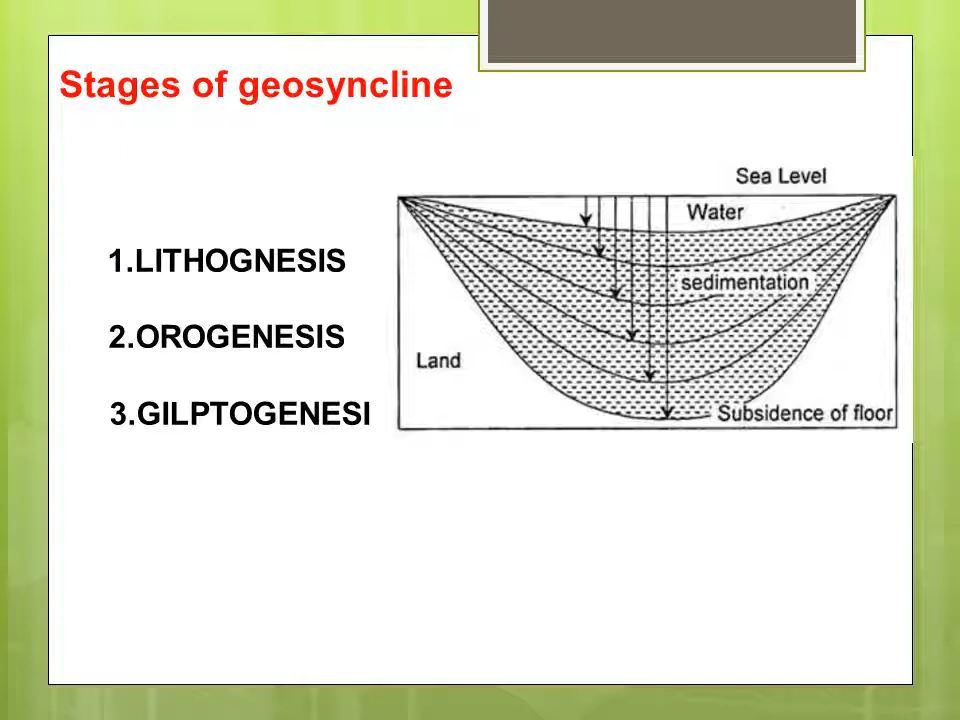 Stages of geosyncline
Sea Level
Water
1.LITHOGNESIS
sedimentation
2.OROGENESIS
Land
3.GILPTOGENESI
Subsidence of floor